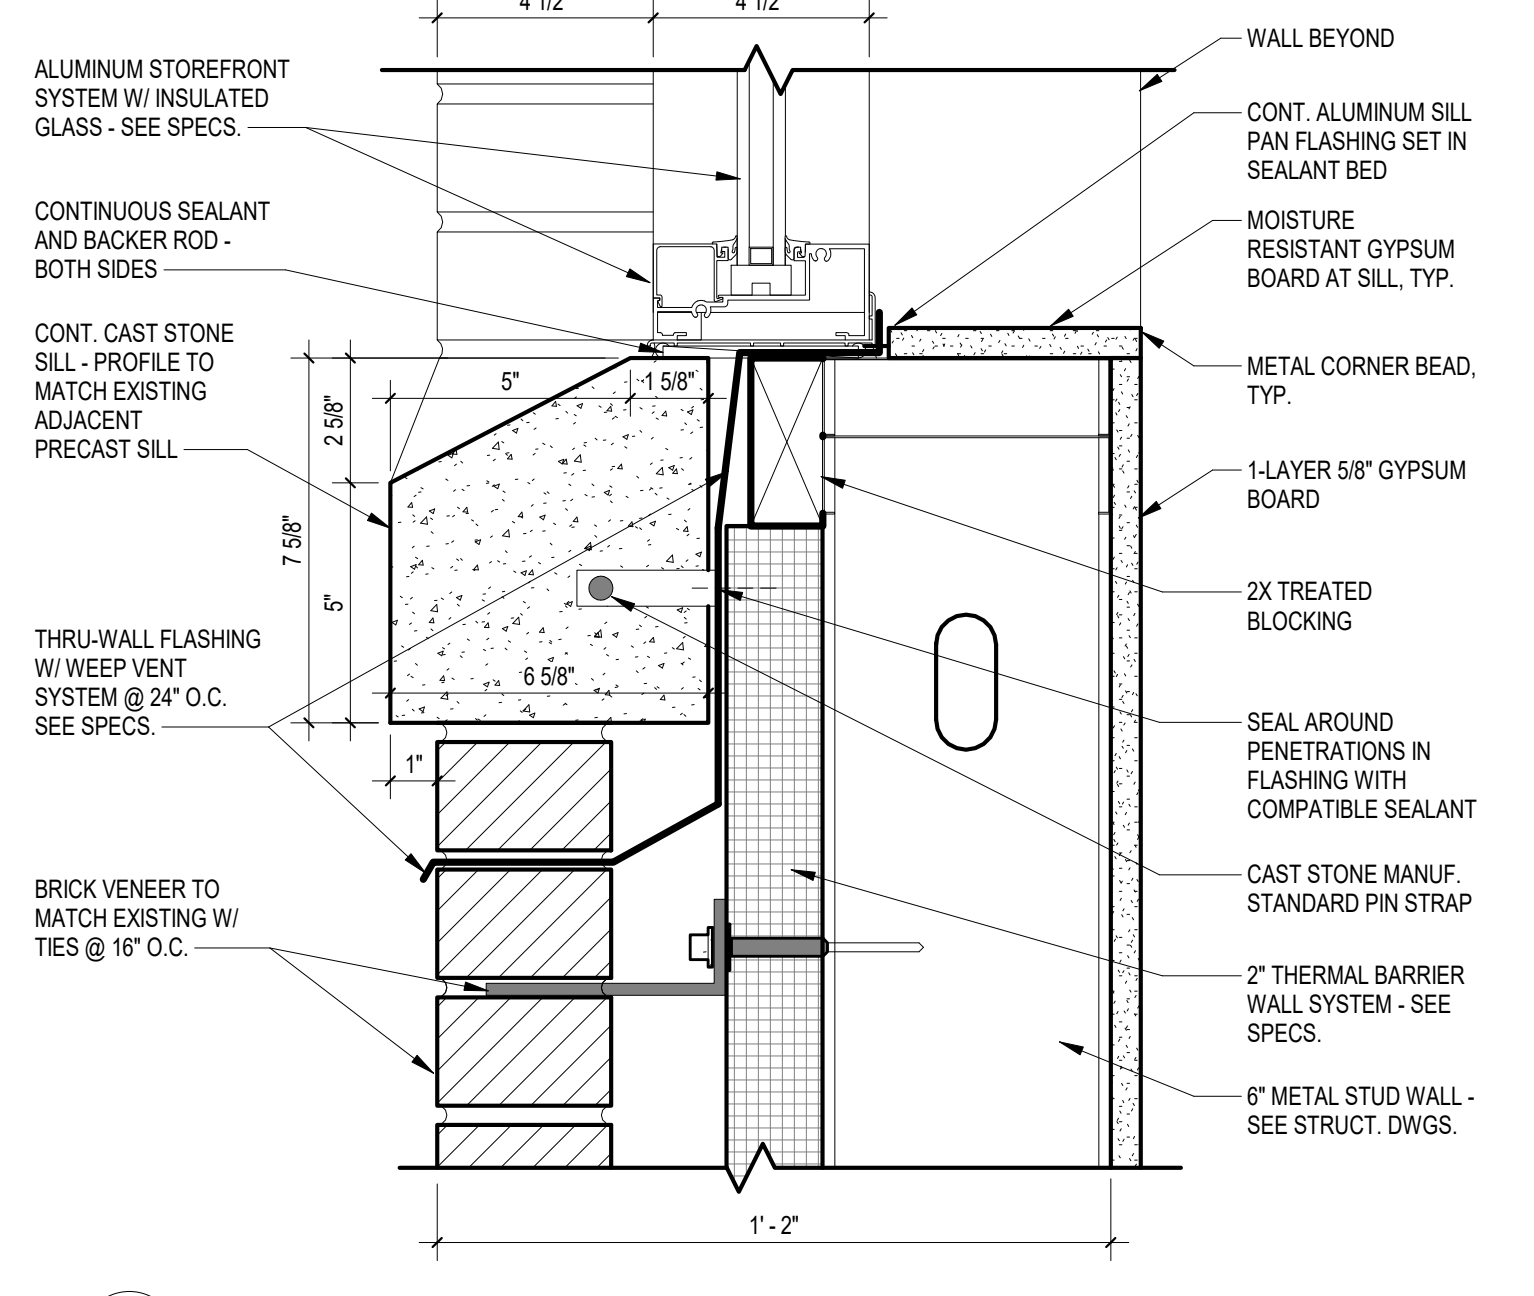 4 1/2"
4 1/2"
ALUMINUM STOREFRONT
SYSTEM W/ INSULATED
GLASS - SEE SPECS.
CONTINUOUS SEALANT
AND BACKER ROD -
BOTH SIDES
CONT. CAST STONE
SILL - PROFILE TO
MATCH EXISTING
ADJACENT
PRECAST SILL
THRU-WALL FLASHING
W/ WEEP VENT
SYSTEM @ 24" O.C.
SEE SPECS.
BRICK VENEER TO
MATCH EXISTING W/
TIES @ 16" O.C.
5"
1 5/8"
2 5/8"
7 5/8"
5"
6 5/8"
1"
1' - 2"
WALL BEYOND
CONT. ALUMINUM SILL
PAN FLASHING SET IN
SEALANT BED
MOISTURE
RESISTANT GYPSUM
BOARD AT SILL, TYP.
METAL CORNER BEAD,
TYP.
1-LAYER 5/8" GYPSUM
BOARD
2X TREATED
BLOCKING
SEAL AROUND
PENETRATIONS IN
FLASHING WITH
COMPATIBLE SEALANT
CAST STONE MANUF.
STANDARD PIN STRAP
2" THERMAL BARRIER
WALL SYSTEM - SEE
SPECS.
6" METAL STUD WALL -
SEE STRUCT. DWGS.